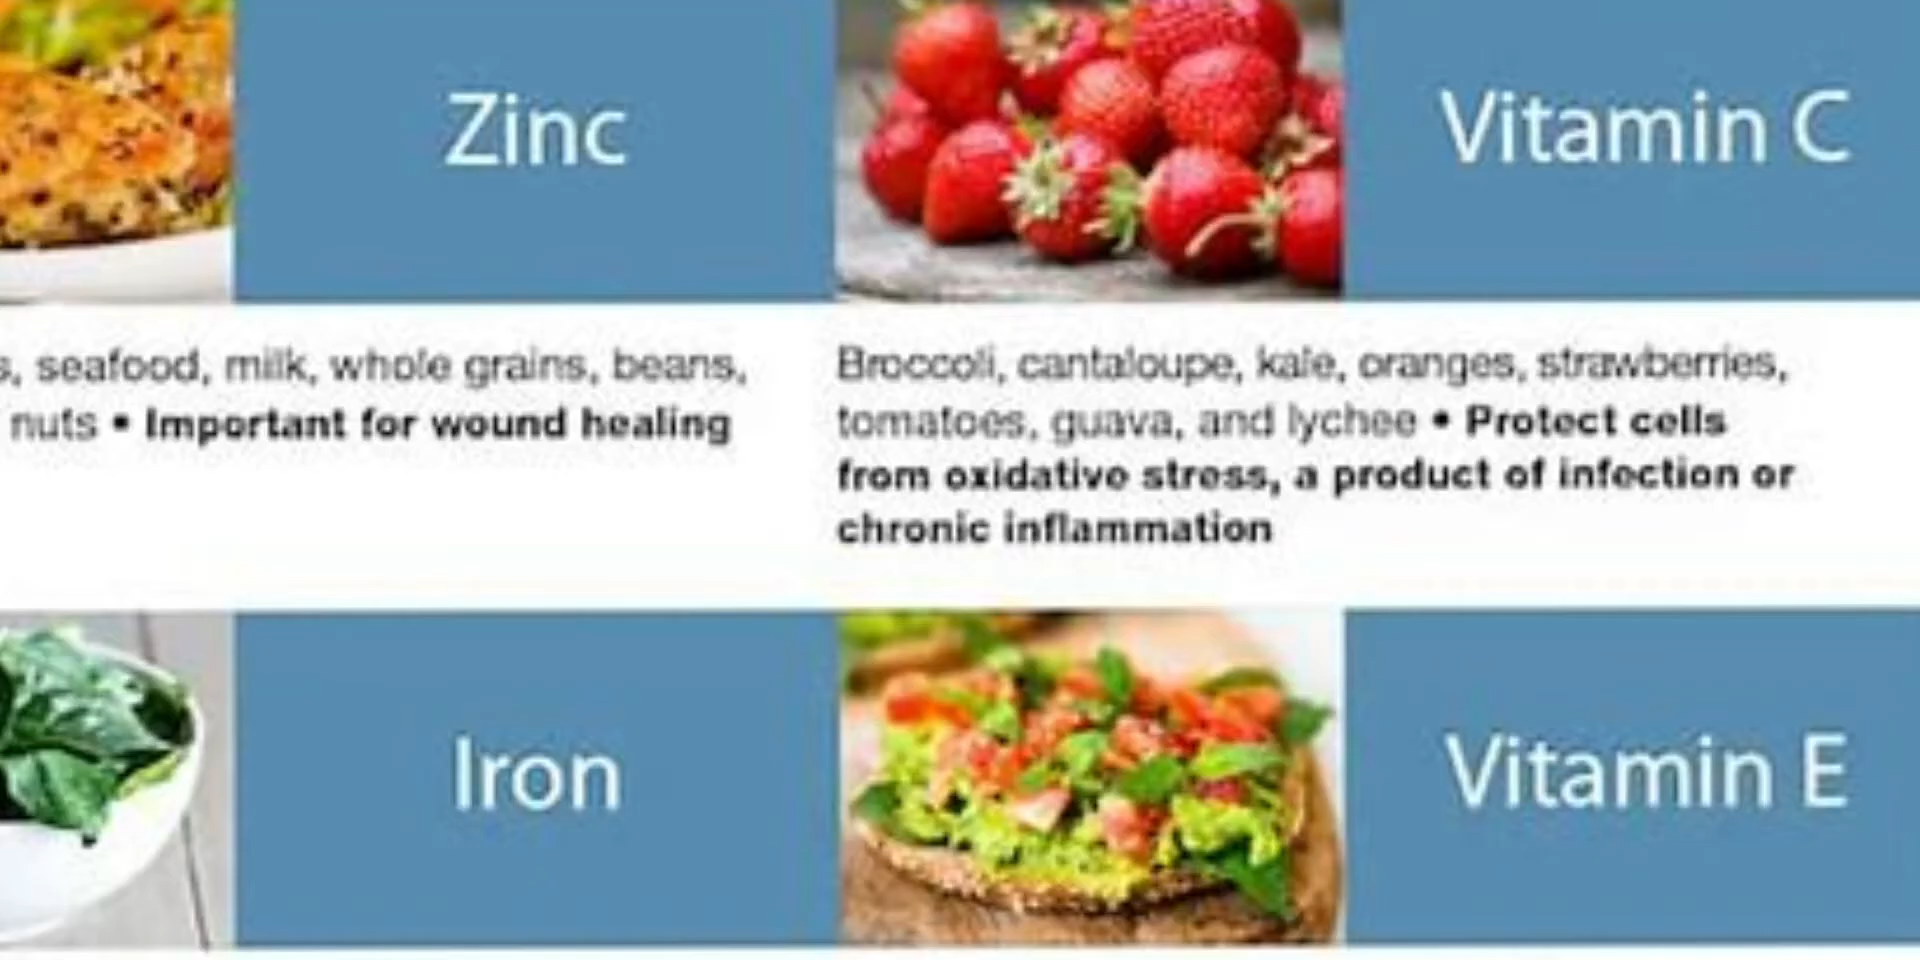 Zinc
Vitamin C
seafood, milk, whole grains, beans,
nuts • Important for wound healing
Broccoli, cantaloupe, kale, oranges, strawberries,
tomatoes, guava, and lychee • Protect cells
from oxidative stress, a product of infection or
chronic inflammation
Iron
Vitamin E